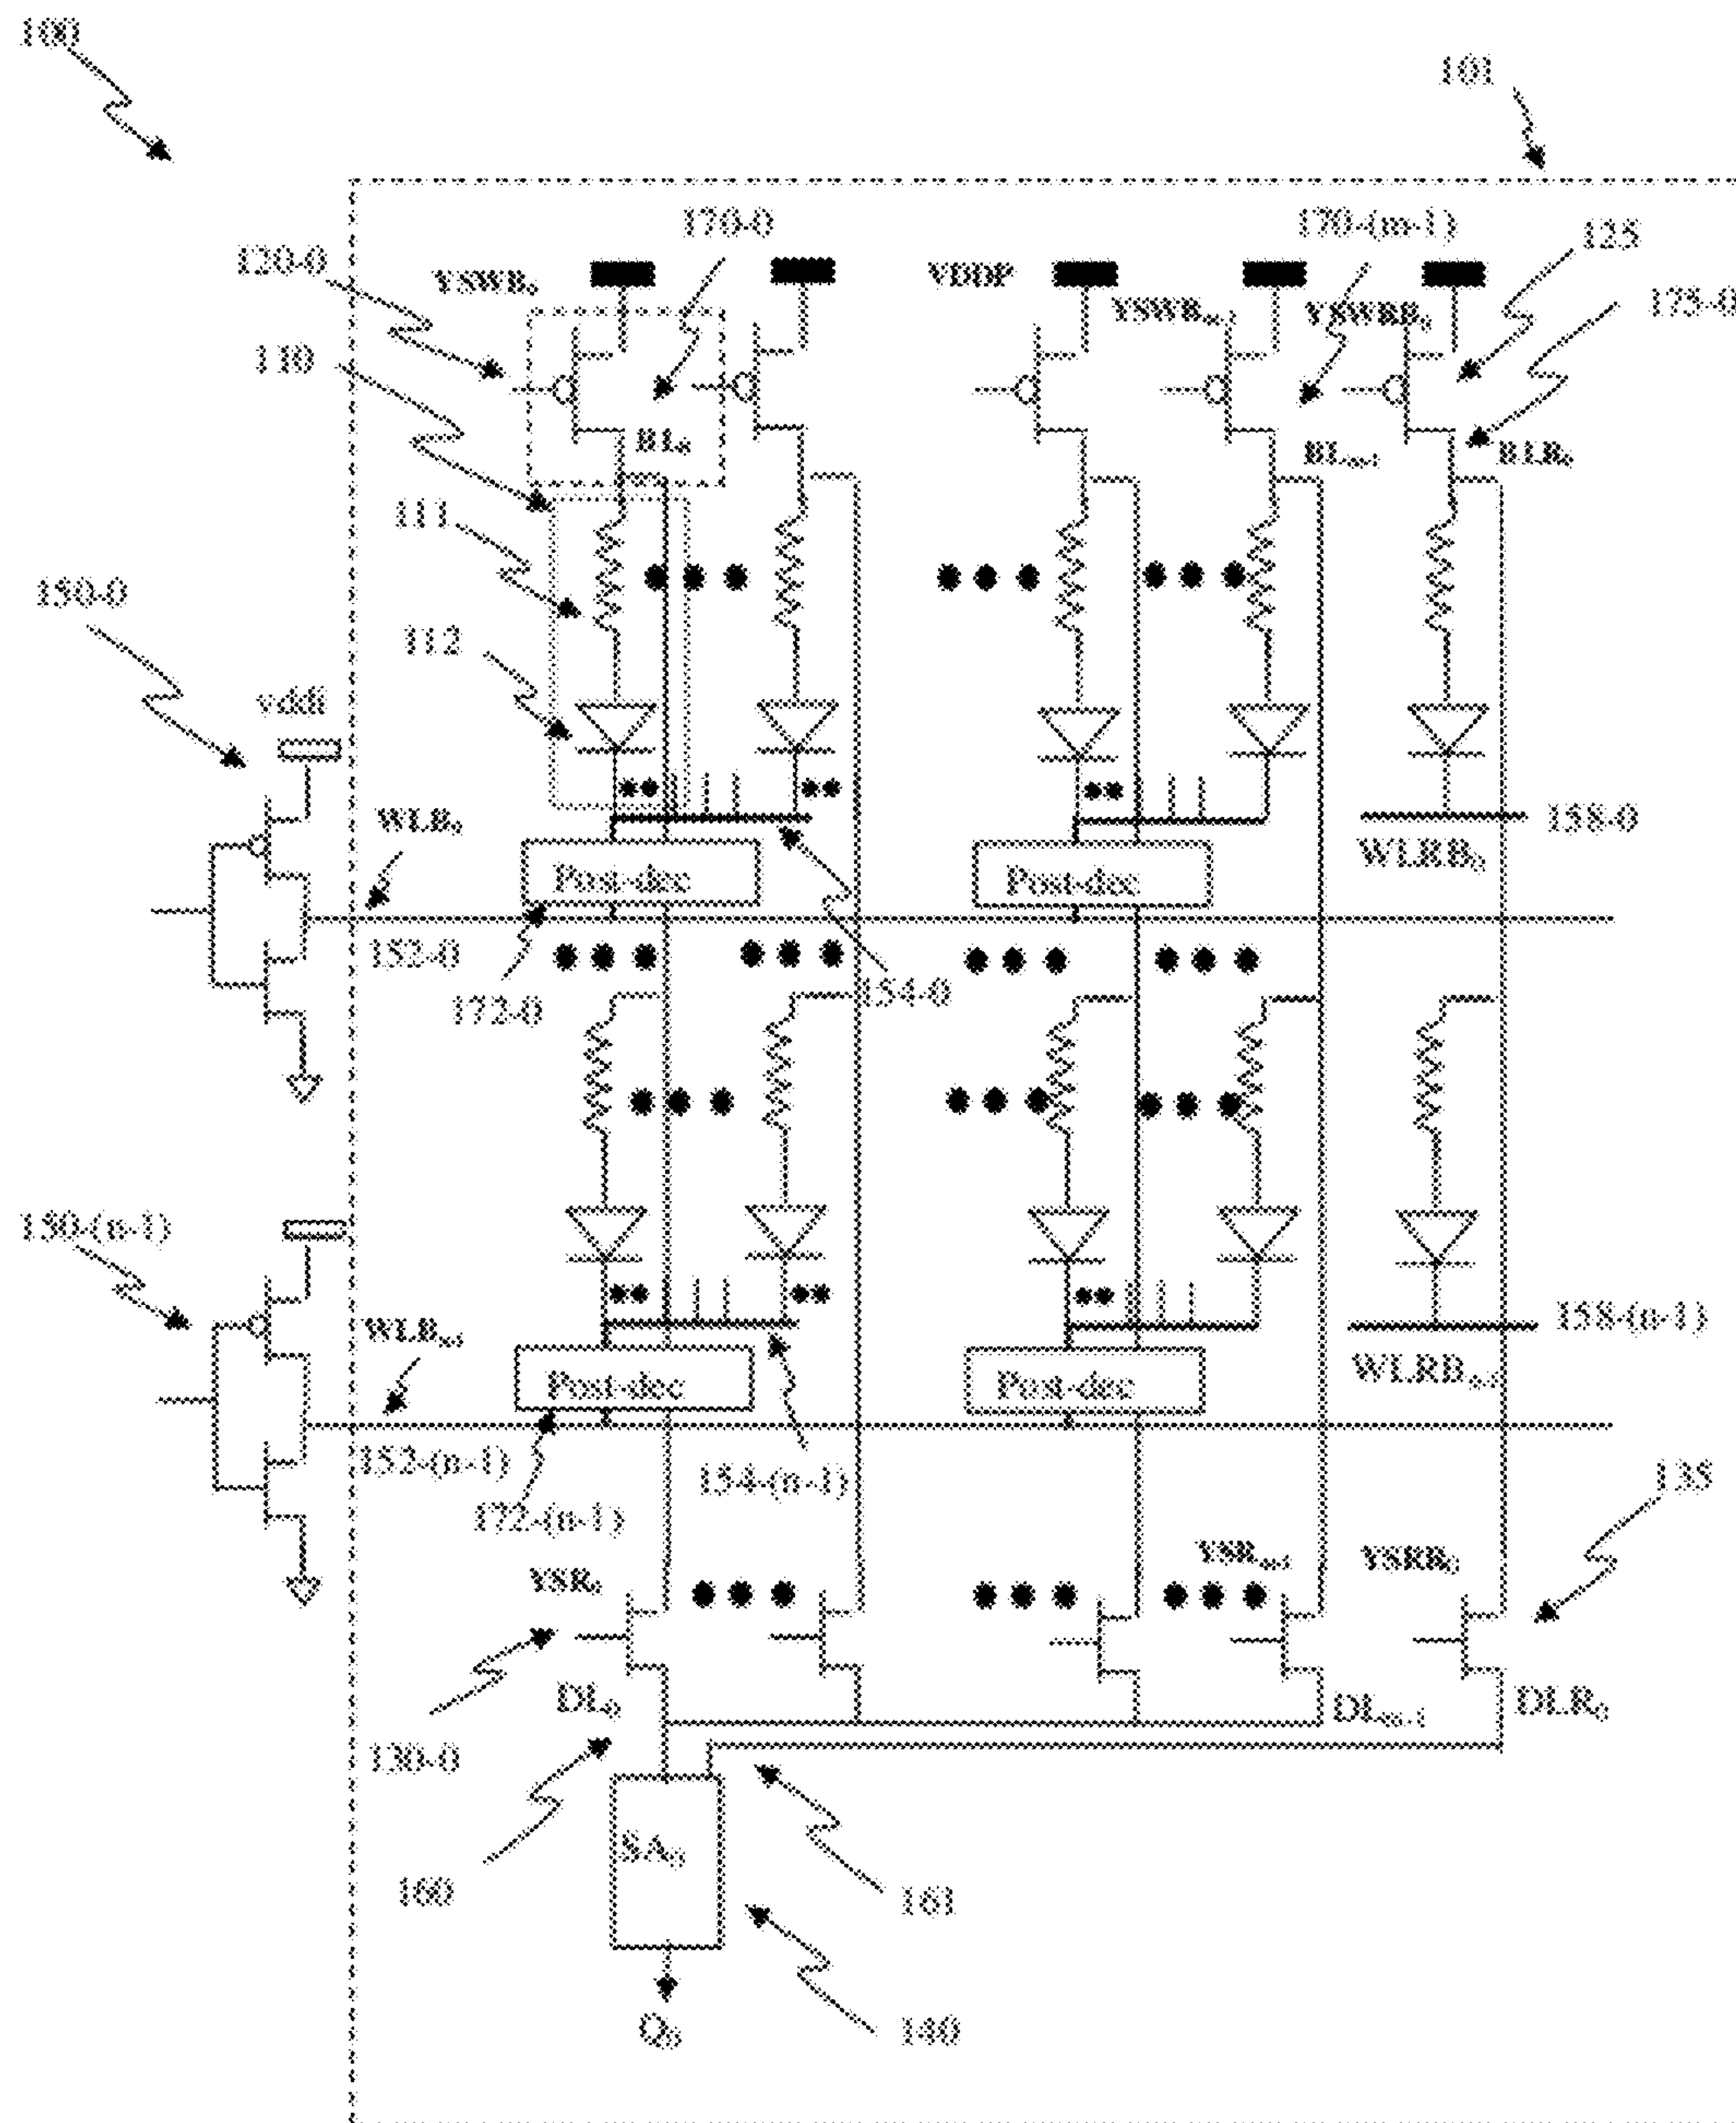 100
101
170-0
170-(m-1)
125
120-0
YSWB₀
VDDP
175-0
YSWBₘ₋₁
YSWRB₀
110
BL₀
BLₘ₋₁
BLR₀
111
150-0
112
vddi
WLB₀
158-0
Post-dec
Post-dec
WLRB₀
152-0
154-0
172-0
150-(n-1)
WLBₙ₋₁
158-(n-1)
Post-dec
Post-dec
WLRBₙ₋₁
152-(n-1)
154-(n-1)
135
172-(n-1)
YSR₀
YSRₘ₋₁
YSRB₀
DL₀
DLₘ₋₁
DLR₀
130-0
SA₀
160
161
Q₀
140